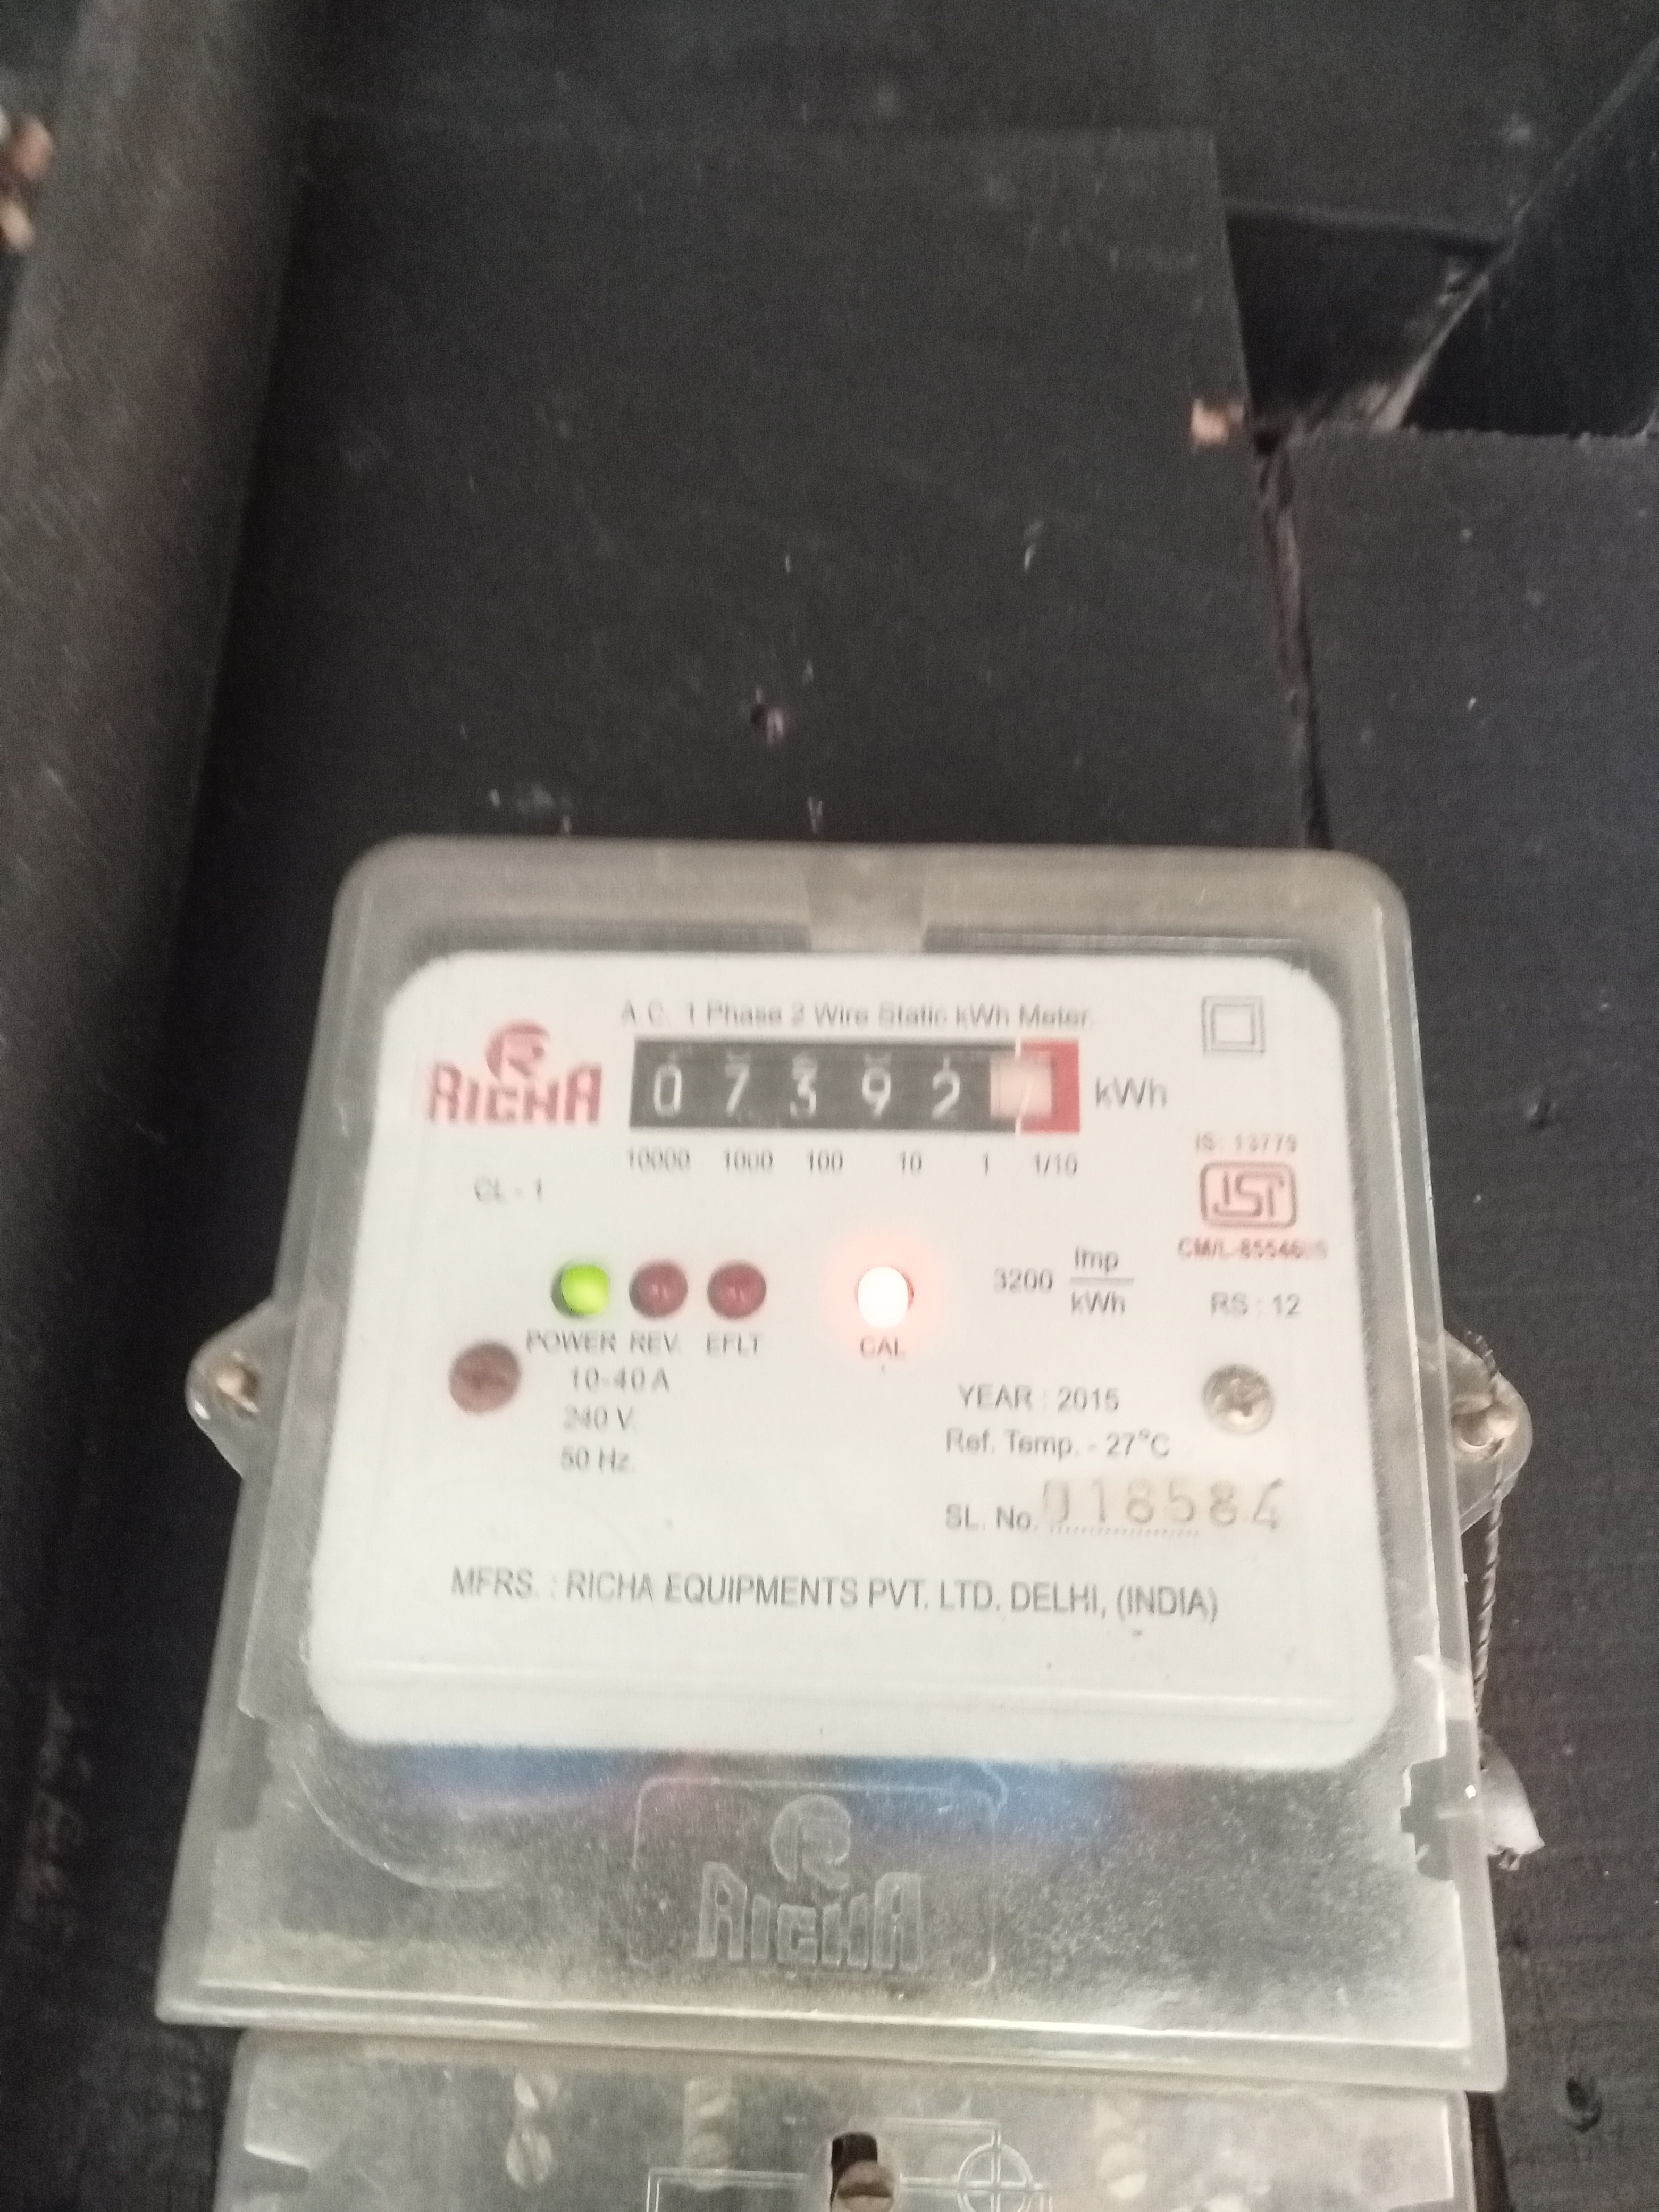 A.C. 1 Phase 2 Wire Static kWh Meter
RICHA
0 7 3 9 2
kWh
10000 1000 100 10 1 1/10
IS: 13779
CL - 1
ISI
CM/L-85546
POWER REV. EFLT
CAL
3200 Imp
kWh
RS : 12
10-40 A
240 V.
50 Hz.
YEAR : 2015
Ref. Temp. - 27°C
SL. No. 018584
MFRS. : RICHA EQUIPMENTS PVT. LTD. DELHI, (INDIA)
RICHA